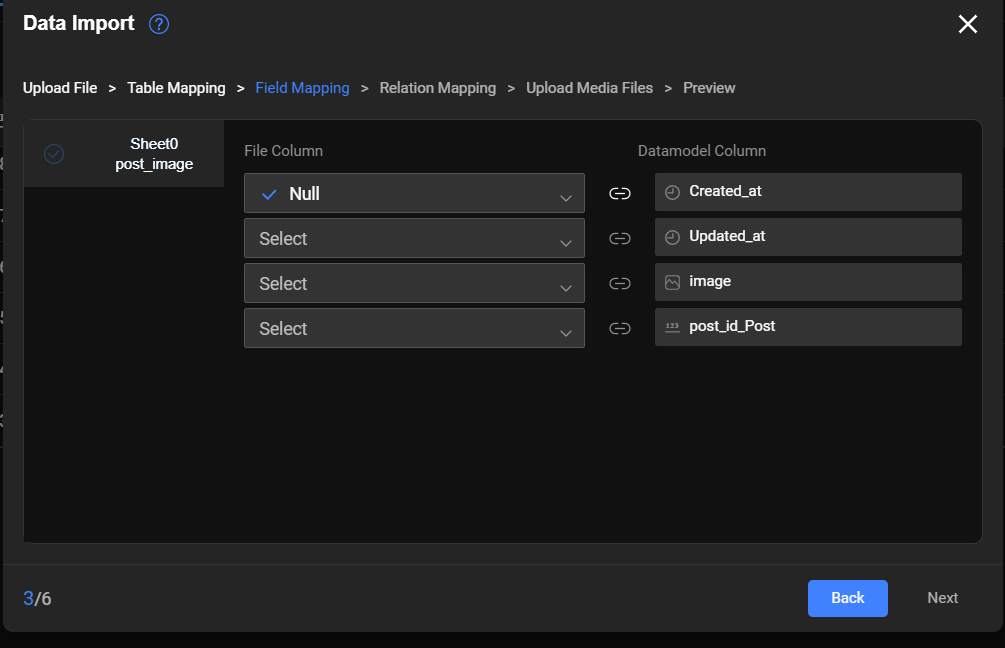 Data Import ?
Upload File > Table Mapping > Field Mapping > Relation Mapping > Upload Media Files > Preview
Sheet0
post_image
File Column
Datamodel Column
Null
Created_at
Select
Updated_at
Select
image
Select
123 post_id_Post
3/6
Back
Next